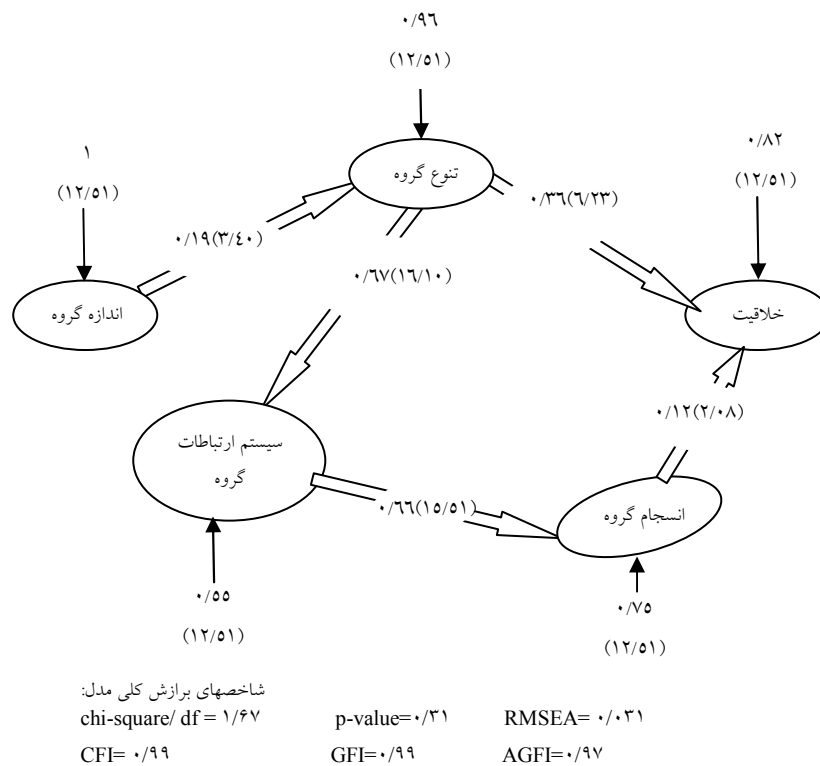 ۰/۹۶
(۱۲/۵۱)
۰/۸۲
(۱۲/۵۱)
۱
(۱۲/۵۱)
تنوع گروه
۰/۳۶(۶/۲۳)
۰/۱۹(۳/۴۰)
۰/۶۷(۱۶/۱۰)
اندازه گروه
خلاقیت
۰/۱۲(۲/۰۸)
سیستم ارتباطات
گروه
۰/۶۶(۱۵/۵۱)
انسجام گروه
۰/۵۵
(۱۲/۵۱)
۰/۷۵
(۱۲/۵۱)
شاخصهای برازش کلی مدل:
chi-square/ df = ۱/۶۷ p-value=۰/۳۱ RMSEA= ۰/۰۳۱
CFI= ۰/۹۹ GFI=۰/۹۹ AGFI=۰/۹۷